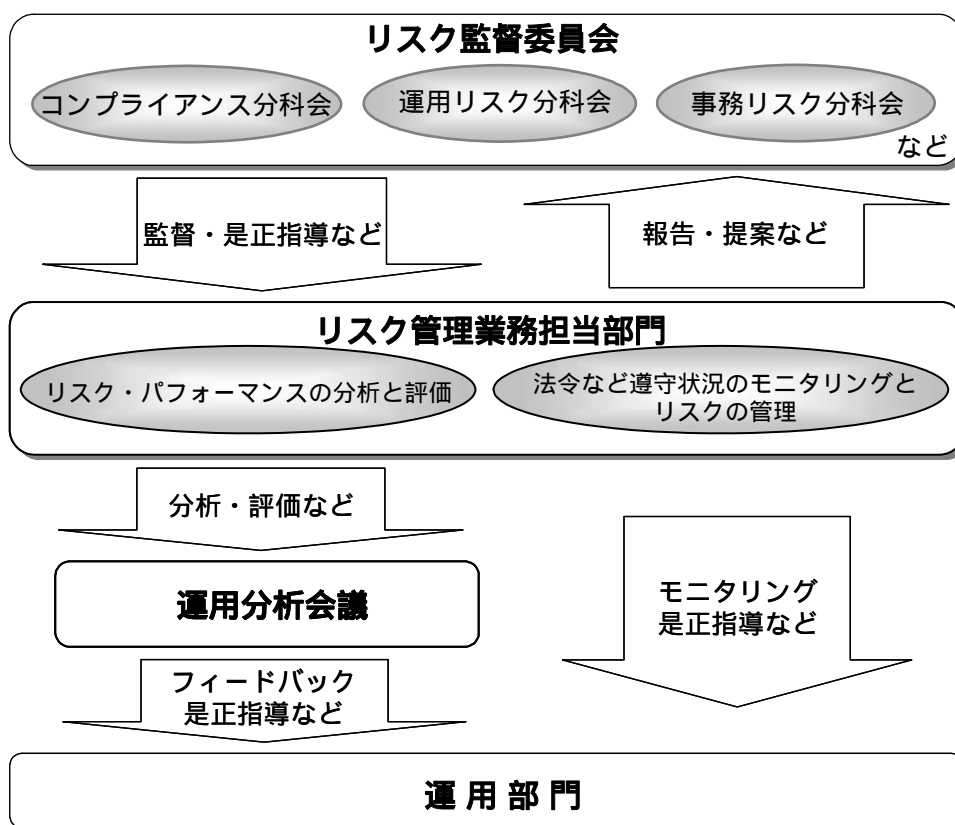 リスク監督委員会
コンプライアンス分科会
運用リスク分科会
事務リスク分科会
など
監督・是正指導など
報告・提案など
リスク管理業務担当部門
リスク・パフォーマンスの分析と評価
法令など遵守状況のモニタリングと
リスクの管理
分析・評価など
運用分析会議
モニタリング
是正指導など
フィードバック
是正指導など
運 用 部 門